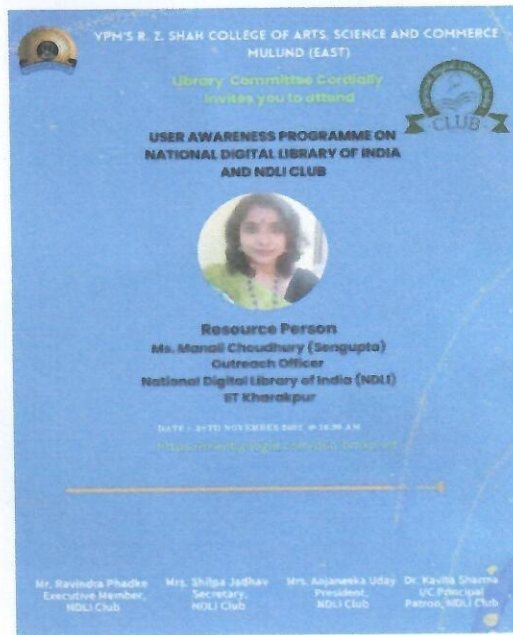 VPM'S R. Z. SHAH COLLEGE OF ARTS, SCIENCE AND COMMERCE
MULUND (EAST)
Library Committee Cordially
invites you to attend
CLUB
USER AWARENESS PROGRAMME ON
NATIONAL DIGITAL LIBRARY OF INDIA
AND NDLI CLUB
Resource Person
Ms. Manali Choudhury (Sengupta)
Outreach Officer
National Digital Library of India (NDLI)
IIT Kharakpur
DATE : NOVEMBER @ AM
Mr. Ravindra Phadke
Executive Member,
NDLI Club
Mrs. Shilpa Jadhav
Secretary,
NDLI Club
Mrs. Anjaneeka Uday
President,
NDLI Club
Dr. Kavita Sharma
I/C Principal
Patron, NDLI Club